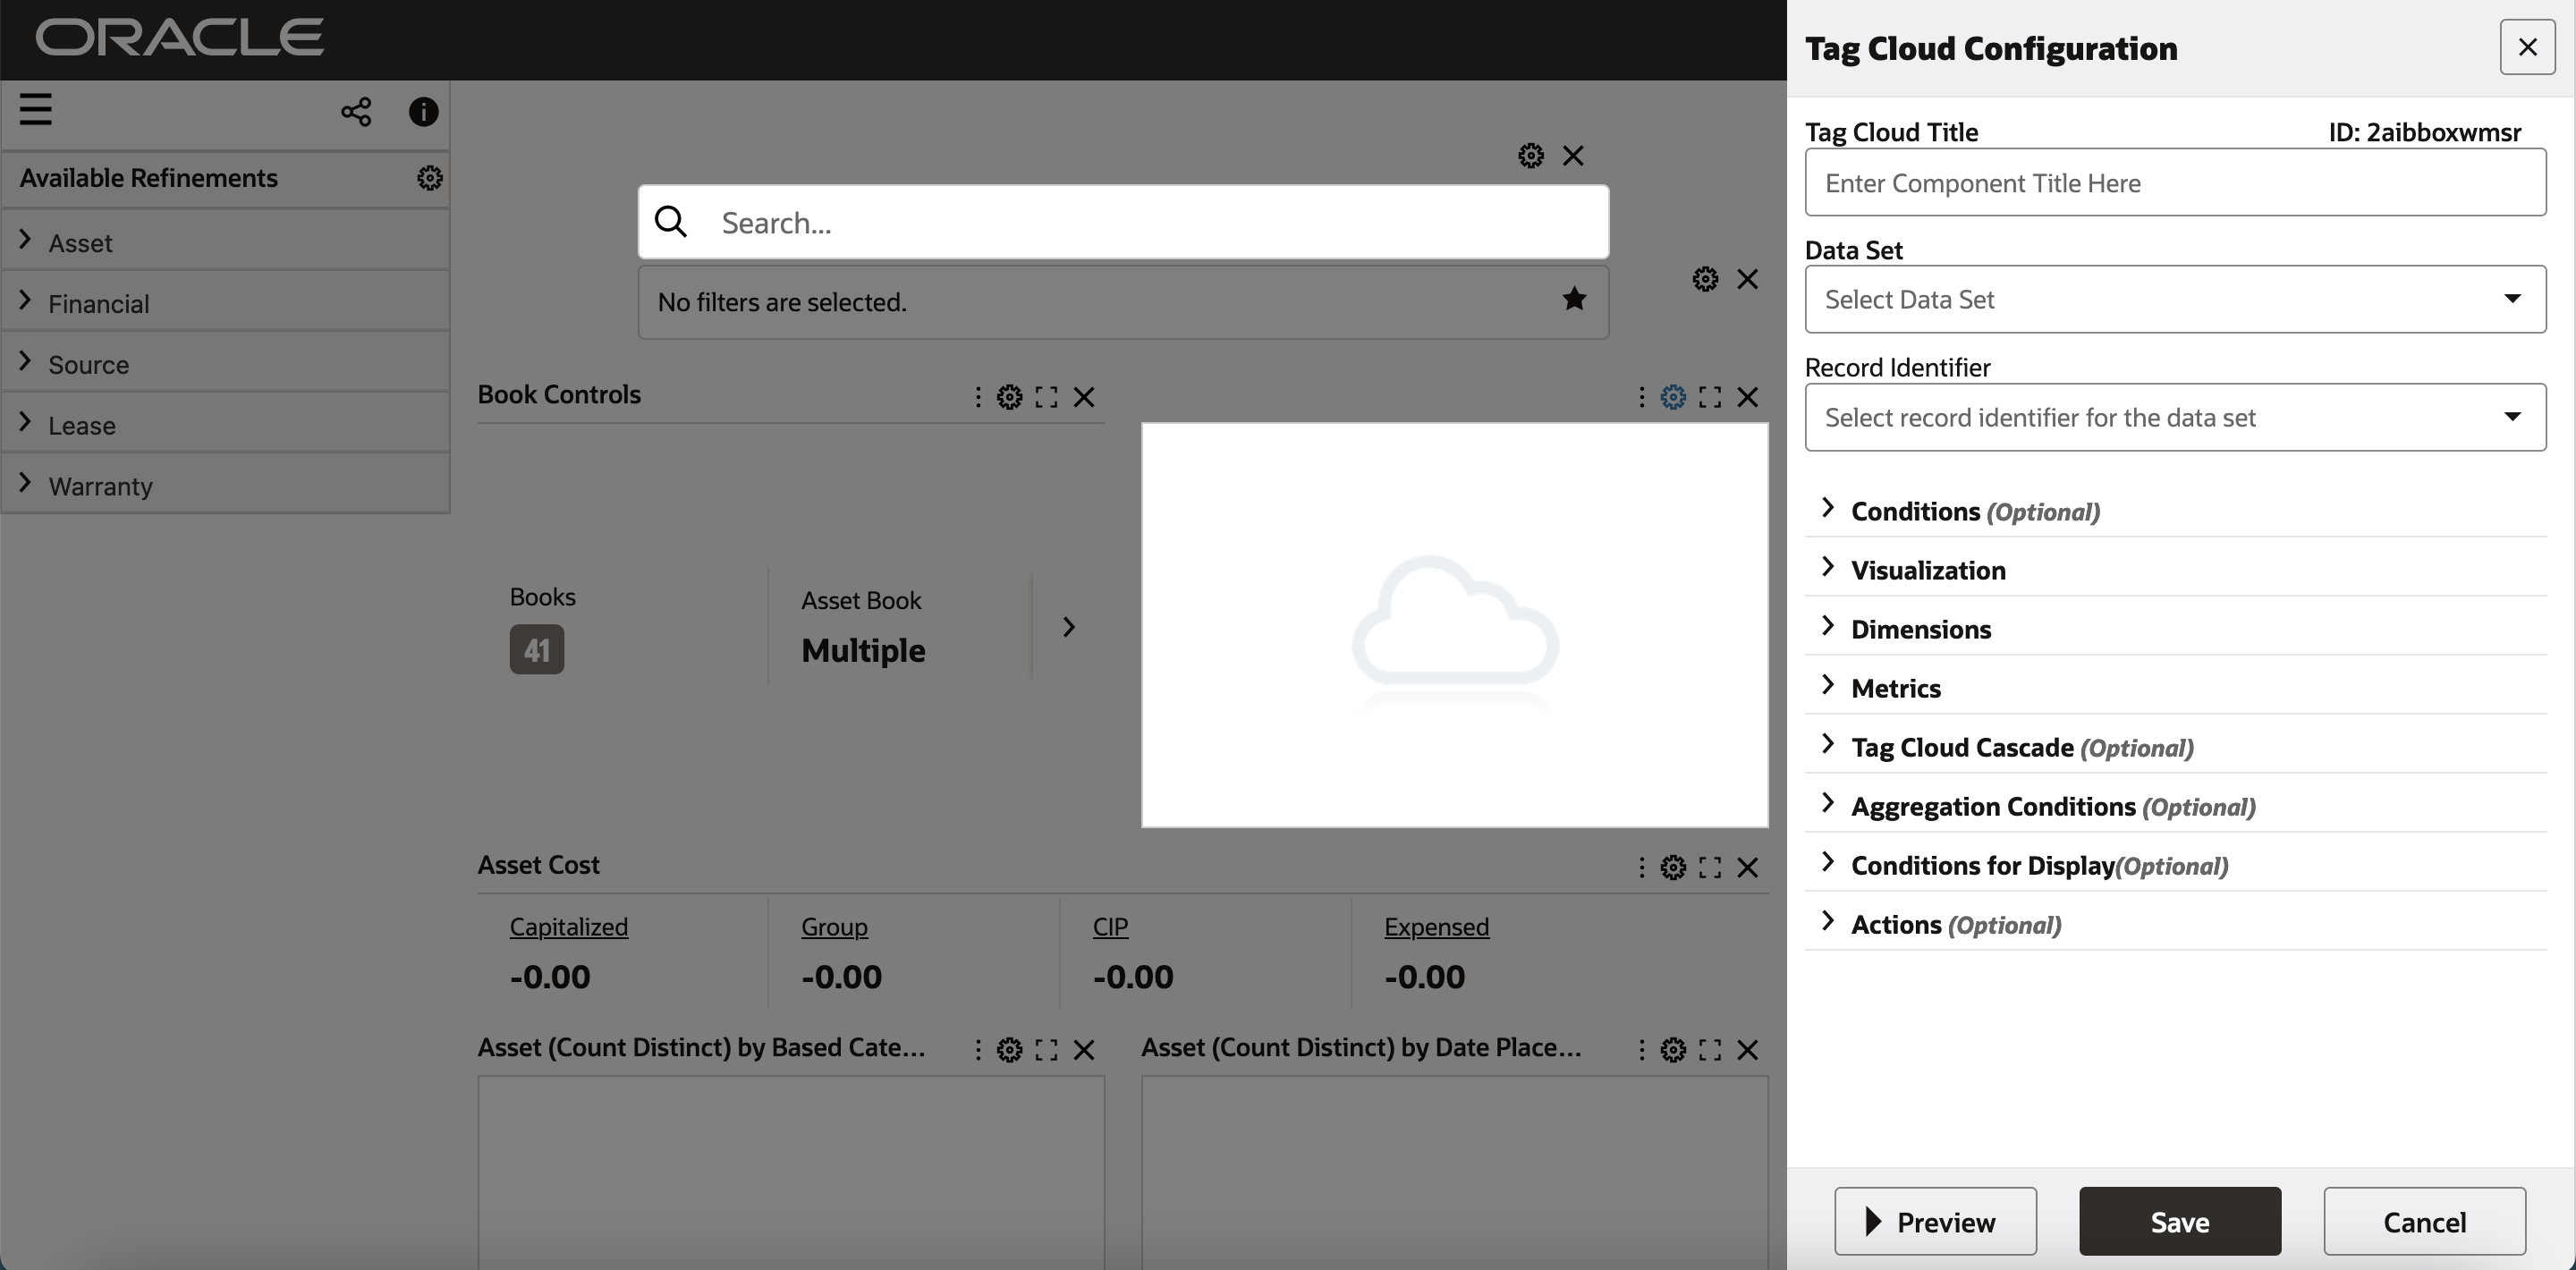 ORACLE
Available Refinements
Asset
Financial
Source
Lease
Warranty
Search...
No filters are selected.
Book Controls
Books
41
Asset Book
Multiple
Asset Cost
Capitalized
-0.00
Group
-0.00
CIP
-0.00
Expensed
-0.00
Asset (Count Distinct) by Based Cate...
Asset (Count Distinct) by Date Place...
Tag Cloud Configuration
Tag Cloud Title
ID: 2aibboxwmsr
Enter Component Title Here
Data Set
Select Data Set
Record Identifier
Select record identifier for the data set
Conditions (Optional)
Visualization
Dimensions
Metrics
Tag Cloud Cascade (Optional)
Aggregation Conditions (Optional)
Conditions for Display(Optional)
Actions (Optional)
Preview
Save
Cancel